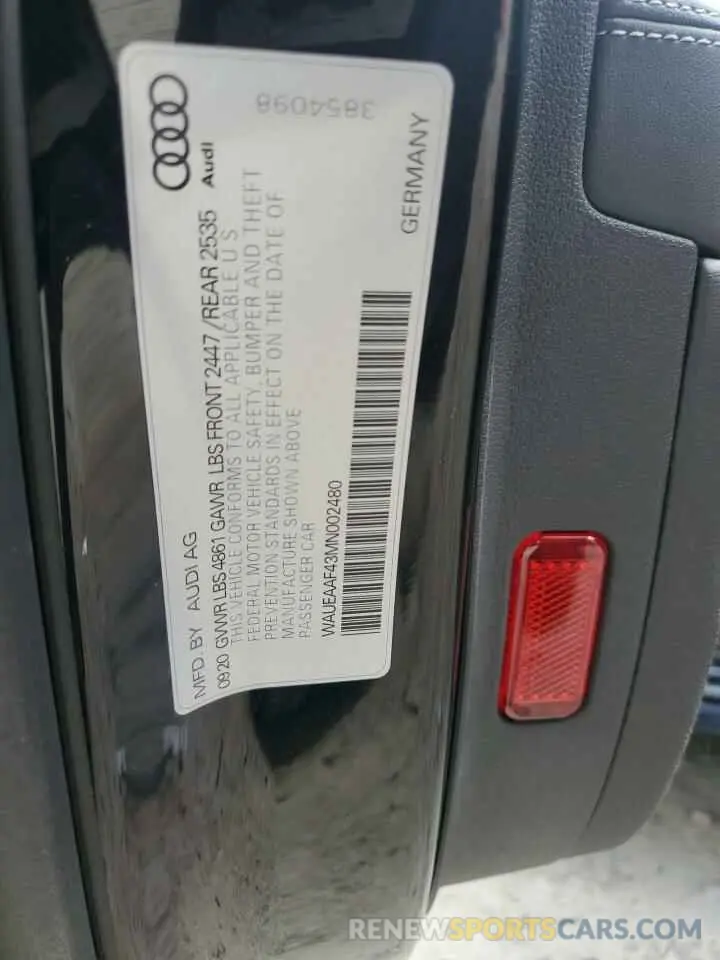 Audi
3854098
MFD. BY AUDI AG
0920 GVWR LBS 4861 GAWR LBS FRONT 2447/REAR 2535
THIS VEHICLE CONFORMS TO ALL APPLICABLE U S
FEDERAL MOTOR VEHICLE SAFETY, BUMPER AND THEFT
PREVENTION STANDARDS IN EFFECT ON THE DATE OF
MANUFACTURE SHOWN ABOVE
PASSENGER CAR
WAUEAAF43MN002480
GERMANY
RENEWSPORTSCARS.COM